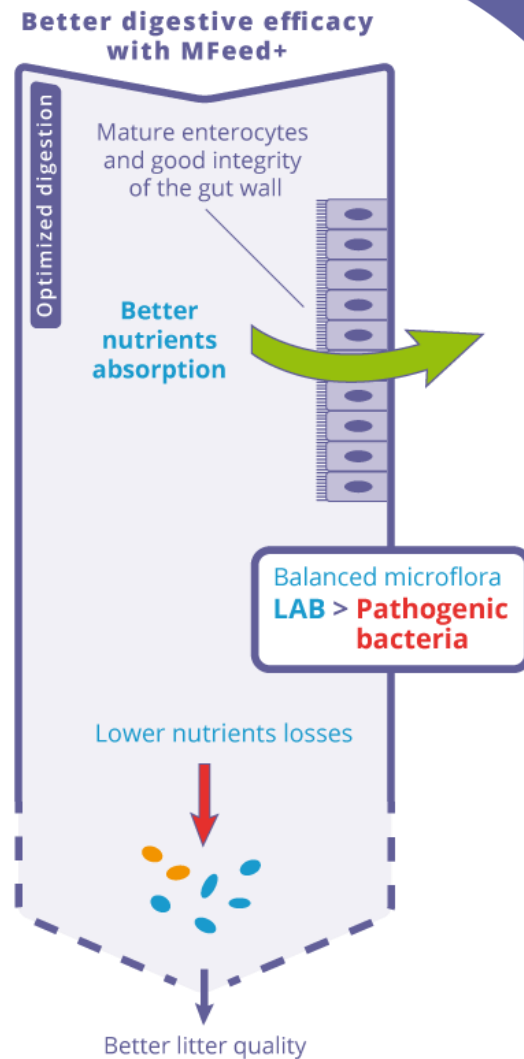 Better digestive efficacy
with MFeed+
Optimized digestion
Mature enterocytes
and good integrity
of the gut wall
Better
nutrients
absorption
Balanced microflora
LAB > Pathogenic
bacteria
Lower nutrients losses
Better litter quality